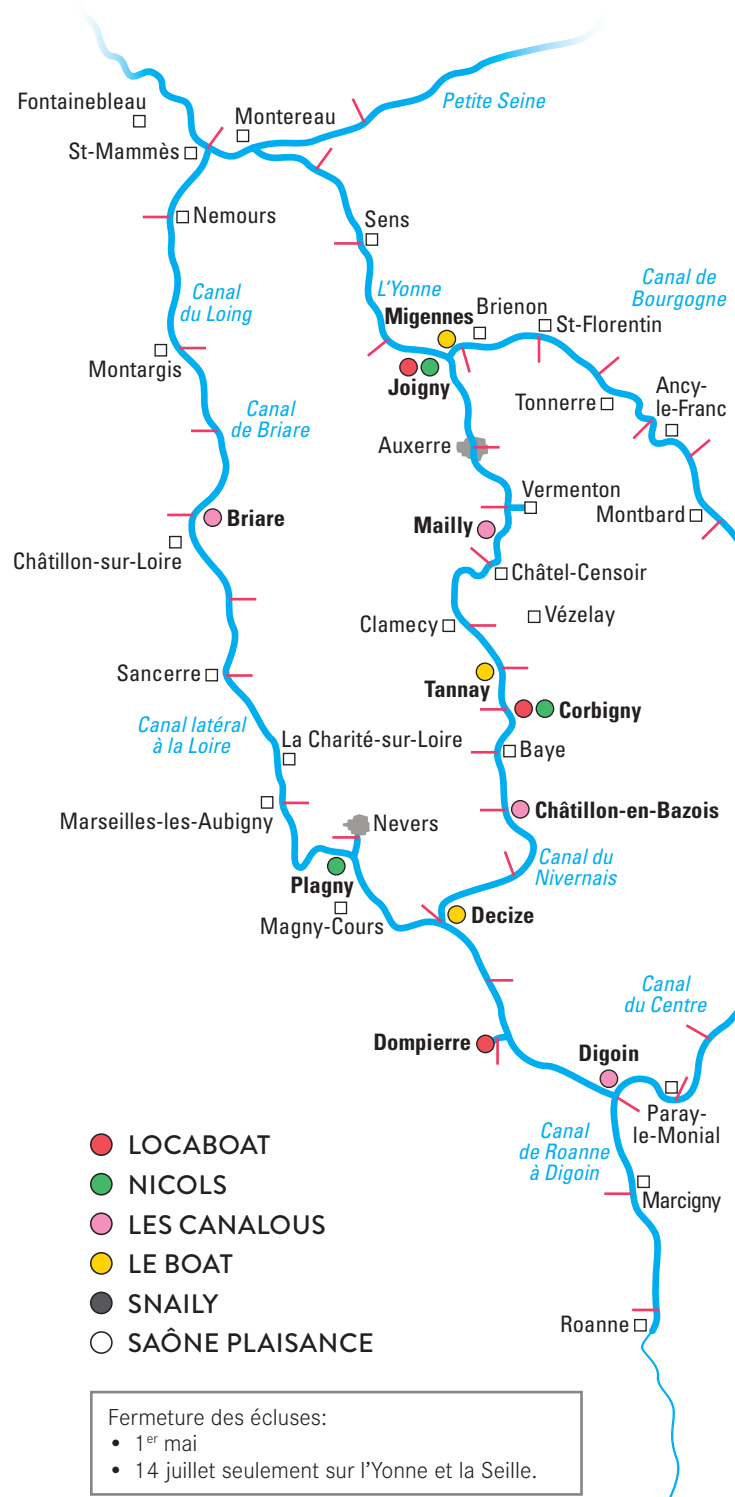 Fontainebleau
Montereau
Petite Seine
St-Mammès
Nemours
Sens
Canal
du Loing
L'Yonne
Migennes
Brienon
St-Florentin
Canal de
Bourgogne
Montargis
Joigny
Tonnerre
Ancy-
le-Franc
Canal
de Briare
Auxerre
Vermenton
Montbard
Briare
Mailly
Châtillon-sur-Loire
Châtel-Censoir
Clamecy
Vézelay
Sancerre
Tannay
Corbigny
Canal latéral
à la Loire
La Charité-sur-Loire
Baye
Marseilles-les-Aubigny
Nevers
Châtillon-en-Bazois
Canal du
Nivernais
Plagny
Magny-Cours
Decize
Canal
du Centre
Dompierre
Digoin
Paray-
le-Monial
Canal
de Roanne
à Digoin
Marcigny
Roanne
LOCABOAT
NICOLS
LES CANALOUS
LE BOAT
SNAILY
SAÔNE PLAISANCE
Fermeture des écluses:
• 1er mai
• 14 juillet seulement sur l'Yonne et la Seille.